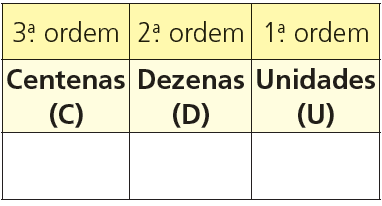 3ª ordem 2ª ordem 1ª ordem
Centenas Dezenas Unidades
(C) (D) (U)